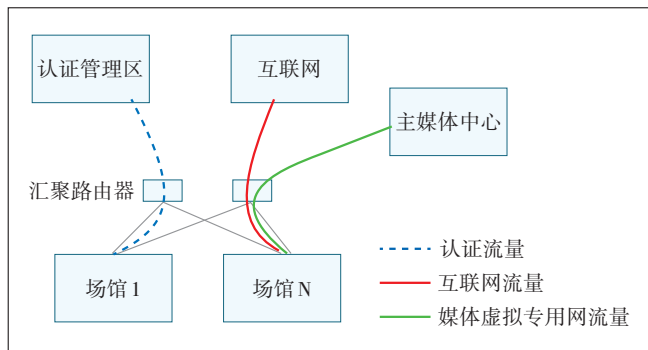 认证管理区
互联网
主媒体中心
汇聚路由器
场馆 1
场馆 N
认证流量
互联网流量
媒体虚拟专用网流量